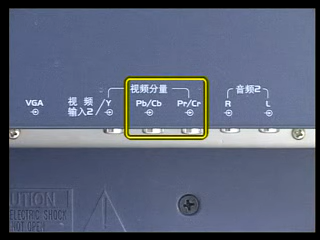 视频分量
音频2
VGA
视频
输入2
Y
Pb/Cb
Pr/Cr
R
L
CAUTION
ELECTRIC SHOCK
NOT OPEN